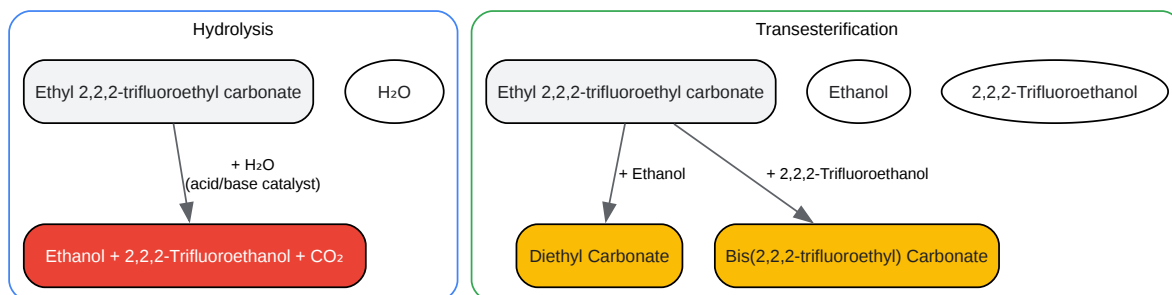 Hydrolysis
Ethyl 2,2,2-trifluoroethyl carbonate
H₂O
+ H₂O
(acid/base catalyst)
Ethanol + 2,2,2-Trifluoroethanol + CO₂
Transesterification
Ethyl 2,2,2-trifluoroethyl carbonate
Ethanol
2,2,2-Trifluoroethanol
+ Ethanol
+ 2,2,2-Trifluoroethanol
Diethyl Carbonate
Bis(2,2,2-trifluoroethyl) Carbonate